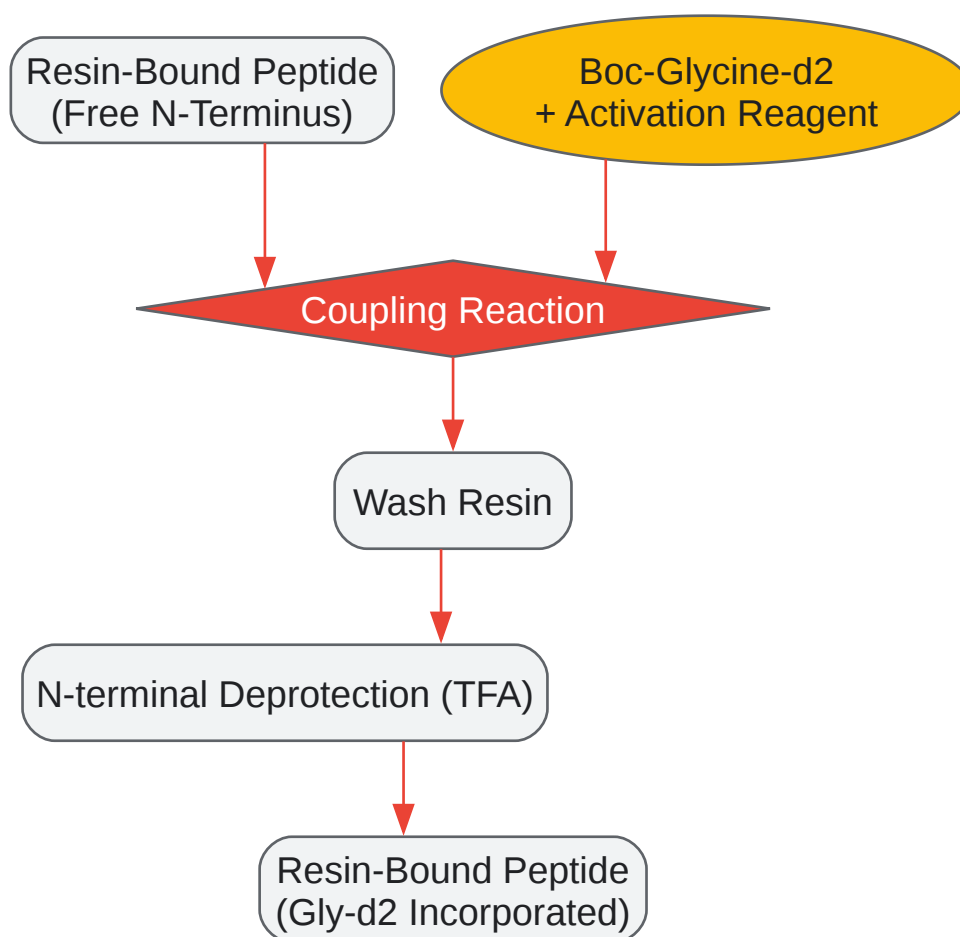 Resin-Bound Peptide
(Free N-Terminus)
Boc-Glycine-d2
+ Activation Reagent
Coupling Reaction
Wash Resin
N-terminal Deprotection (TFA)
Resin-Bound Peptide
(Gly-d2 Incorporated)